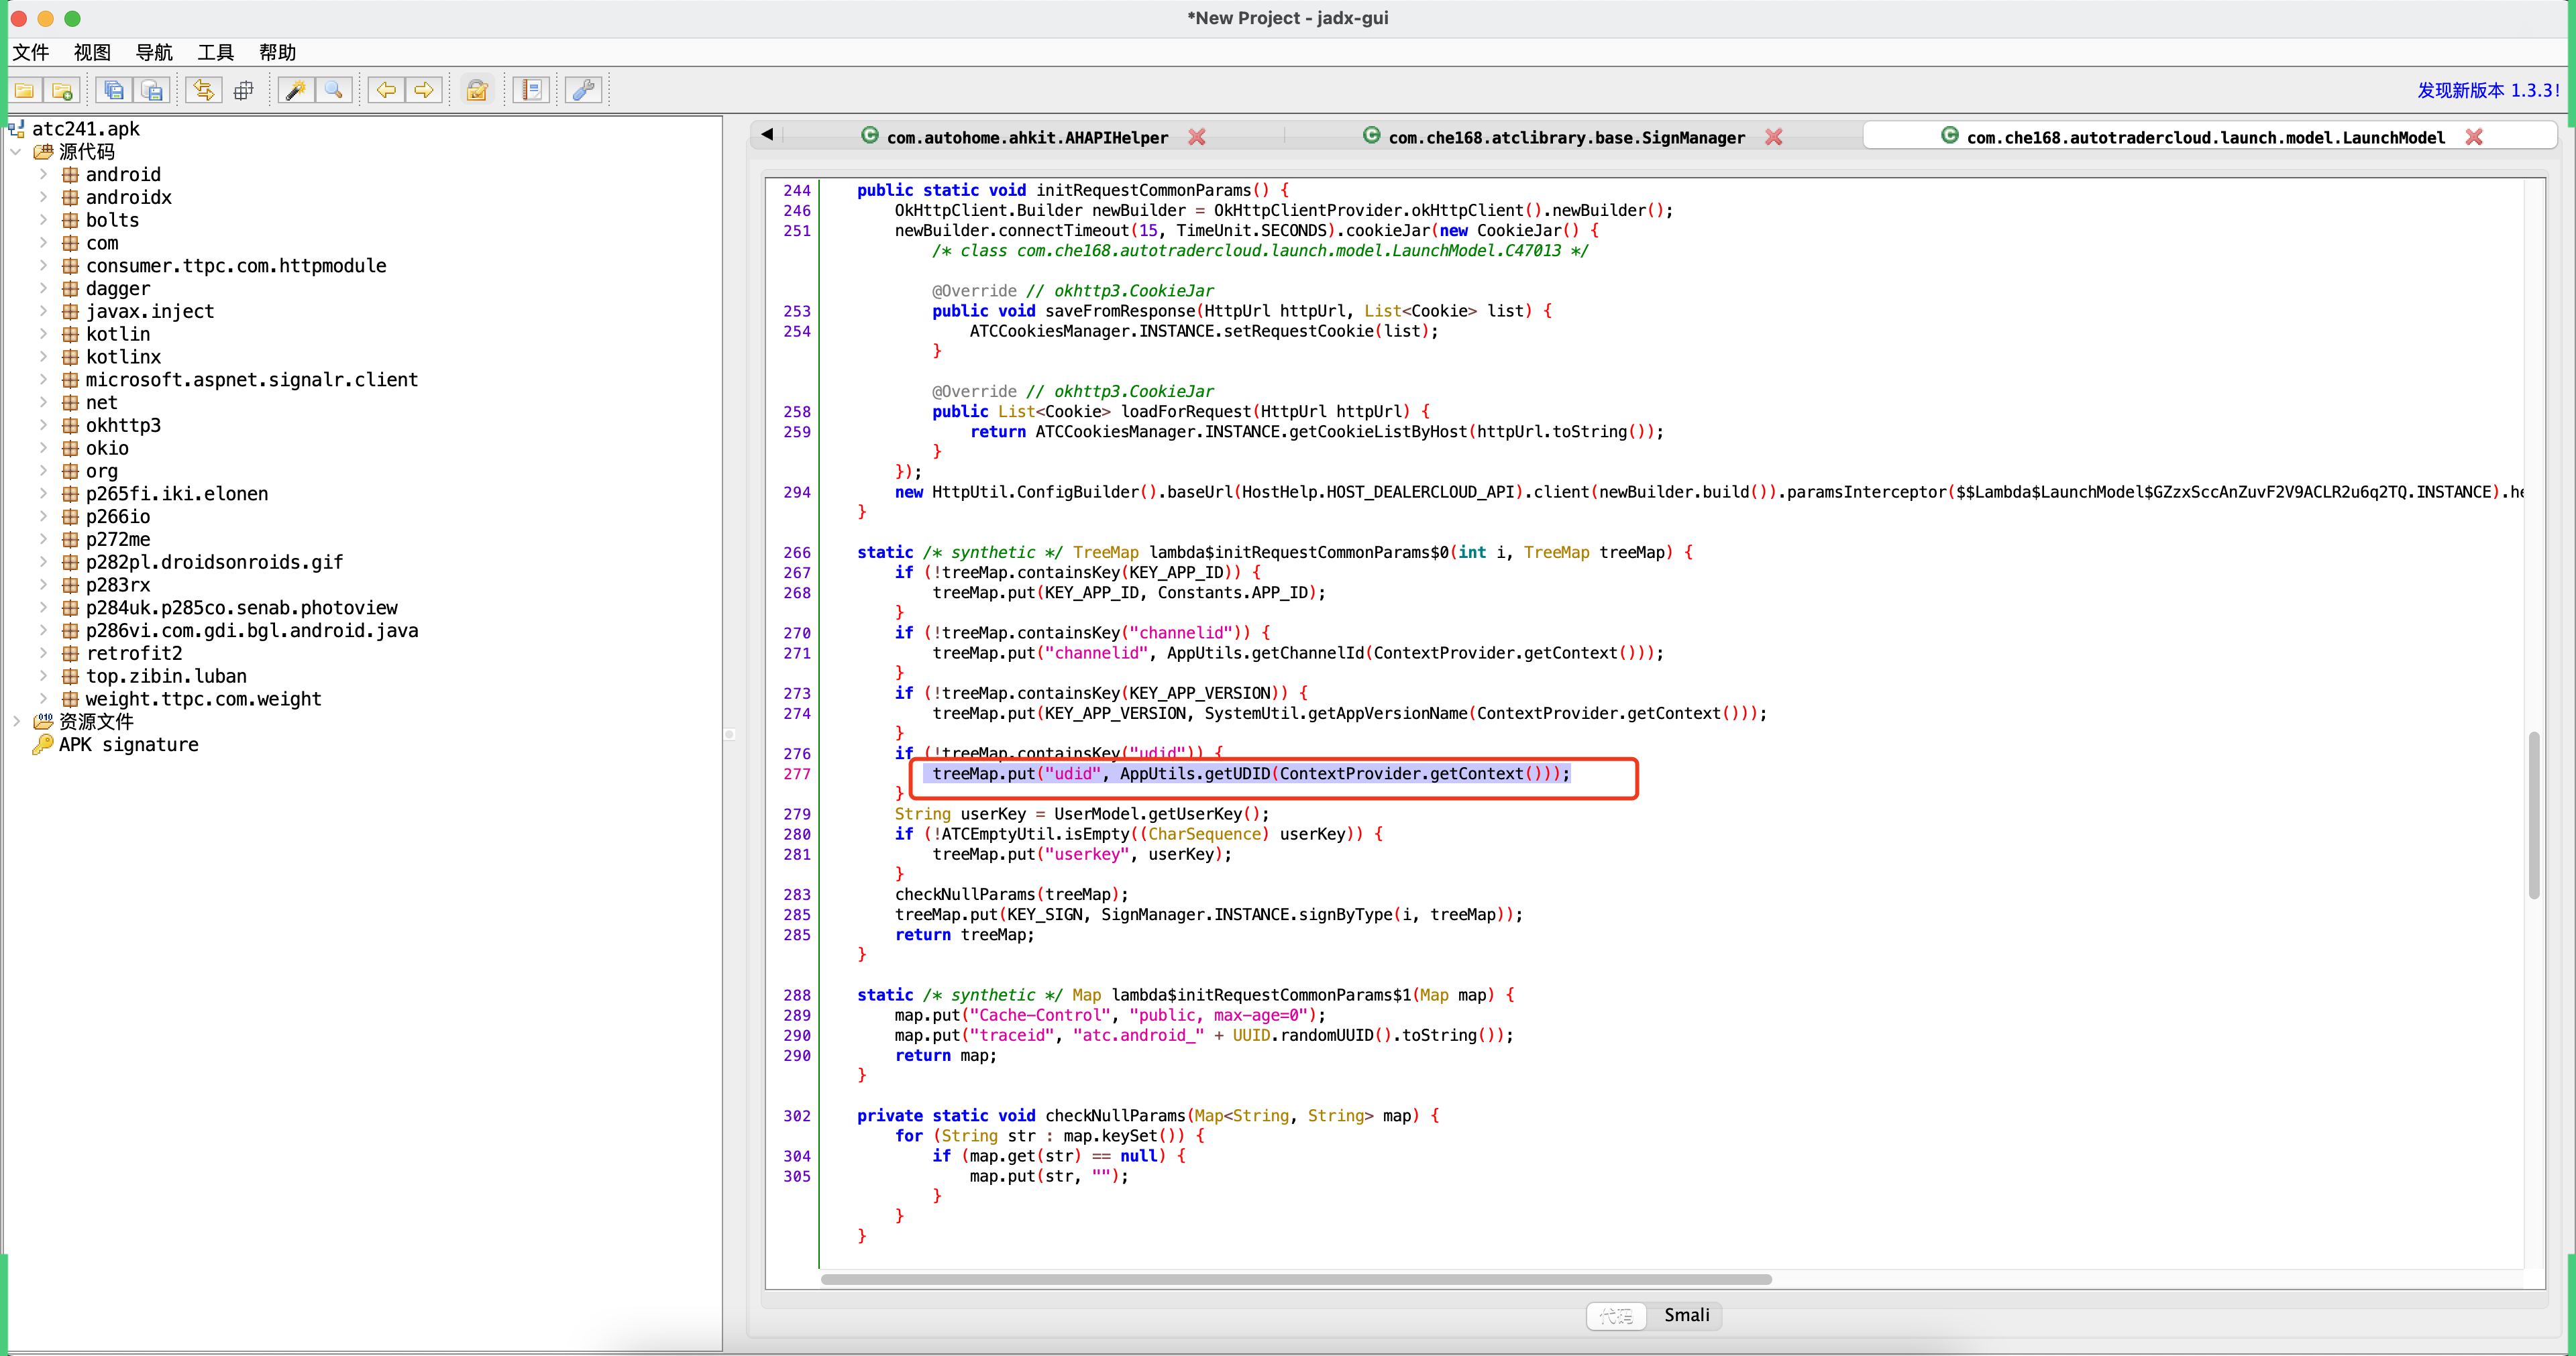 *New Project - jadx-gui
文件 视图 导航 工具 帮助
发现新版本 1.3.3!
atc241.apk
源代码
android
androidx
bolts
com
consumer.ttpc.com.httpmodule
dagger
javax.inject
kotlin
kotlinx
microsoft.aspnet.signalr.client
net
okhttp3
okio
org
p265fi.iki.elonen
p266io
p272me
p282pl.droidsonroids.gif
p283rx
p284uk.p285co.senab.photoview
p286vi.com.gdi.bgl.android.java
retrofit2
top.zibin.luban
weight.ttpc.com.weight
资源文件
APK signature
com.autohome.ahkit.AHAPIHelper com.che168.atclibrary.base.SignManager com.che168.autotradercloud.launch.model.LaunchModel
244 public static void initRequestCommonParams() {
246 OkHttpClient.Builder newBuilder = OkHttpClientProvider.okHttpClient().newBuilder();
251 newBuilder.connectTimeout(15, TimeUnit.SECONDS).cookieJar(new CookieJar() {
/* class com.che168.autotradercloud.launch.model.LaunchModel.C47013 */
@Override // okhttp3.CookieJar
253 public void saveFromResponse(HttpUrl httpUrl, List<Cookie> list) {
254 ATCCookiesManager.INSTANCE.setRequestCookie(list);
}
@Override // okhttp3.CookieJar
258 public List<Cookie> loadForRequest(HttpUrl httpUrl) {
259 return ATCCookiesManager.INSTANCE.getCookieListByHost(httpUrl.toString());
}
});
294 new HttpUtil.ConfigBuilder().baseUrl(HostHelp.HOST_DEALERCLOUD_API).client(newBuilder.build()).paramsInterceptor($$Lambda$LaunchModel$GZzxSccAnZuvF2V9ACLR2u6q2TQ.INSTANCE).he
}
266 static /* synthetic */ TreeMap lambda$initRequestCommonParams$0(int i, TreeMap treeMap) {
267 if (!treeMap.containsKey(KEY_APP_ID)) {
268 treeMap.put(KEY_APP_ID, Constants.APP_ID);
}
270 if (!treeMap.containsKey("channelid")) {
271 treeMap.put("channelid", AppUtils.getChannelId(ContextProvider.getContext()));
}
273 if (!treeMap.containsKey(KEY_APP_VERSION)) {
274 treeMap.put(KEY_APP_VERSION, SystemUtil.getAppVersionName(ContextProvider.getContext()));
}
276 if (!treeMap.containsKey("udid")) {
277 treeMap.put("udid", AppUtils.getUDID(ContextProvider.getContext()));
}
279 String userKey = UserModel.getUserKey();
280 if (!ATCEmptyUtil.isEmpty((CharSequence) userKey)) {
281 treeMap.put("userkey", userKey);
}
283 checkNullParams(treeMap);
285 treeMap.put(KEY_SIGN, SignManager.INSTANCE.signByType(i, treeMap));
285 return treeMap;
}
288 static /* synthetic */ Map lambda$initRequestCommonParams$1(Map map) {
289 map.put("Cache-Control", "public, max-age=0");
290 map.put("traceid", "atc.android_" + UUID.randomUUID().toString());
290 return map;
}
302 private static void checkNullParams(Map<String, String> map) {
for (String str : map.keySet()) {
304 if (map.get(str) == null) {
305 map.put(str, "");
}
}
}
代码 Smali